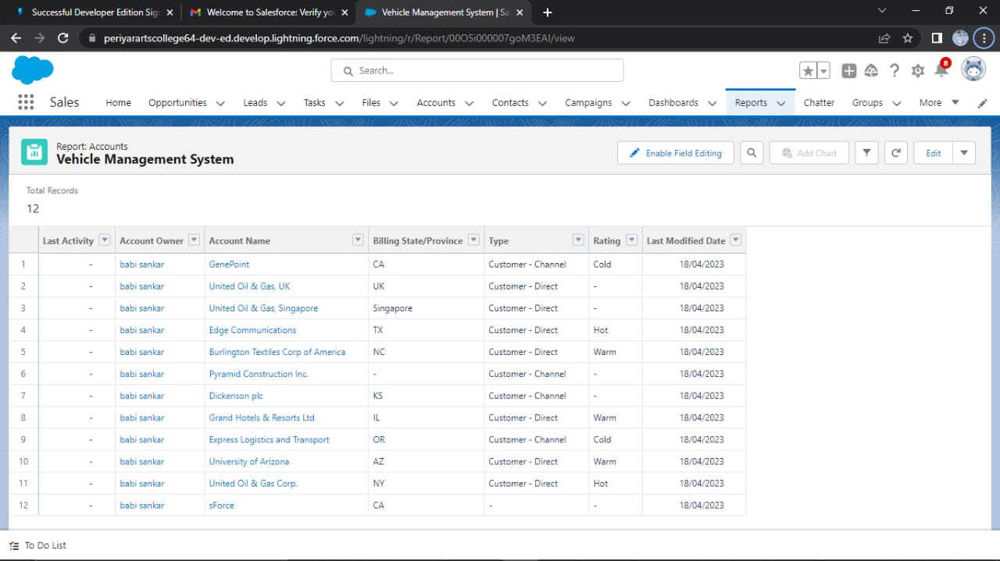 Successful Developer Edition Sig
Welcome to Salesforce: Verify yo
Vehicle Management System | Sa
periyarartscollege64-dev-ed.develop.lightning.force.com/lightning/r/Report/00O5i000007goM3EAI/view
Search...
8
Sales Home Opportunities Leads Tasks Files Accounts Contacts Campaigns Dashboards Reports Chatter Groups More
Report: Accounts
Vehicle Management System
Enable Field Editing Add Chart Edit
Total Records
12
Last Activity Account Owner Account Name Billing State/Province Type Rating Last Modified Date
1 - babi sankar GenePoint CA Customer - Channel Cold 18/04/2023
2 - babi sankar United Oil & Gas, UK UK Customer - Direct - 18/04/2023
3 - babi sankar United Oil & Gas, Singapore Singapore Customer - Direct - 18/04/2023
4 - babi sankar Edge Communications TX Customer - Direct Hot 18/04/2023
5 - babi sankar Burlington Textiles Corp of America NC Customer - Direct Warm 18/04/2023
6 - babi sankar Pyramid Construction Inc. - Customer - Channel - 18/04/2023
7 - babi sankar Dickenson plc KS Customer - Channel - 18/04/2023
8 - babi sankar Grand Hotels & Resorts Ltd IL Customer - Direct Warm 18/04/2023
9 - babi sankar Express Logistics and Transport OR Customer - Channel Cold 18/04/2023
10 - babi sankar University of Arizona AZ Customer - Direct Warm 18/04/2023
11 - babi sankar United Oil & Gas Corp. NY Customer - Direct Hot 18/04/2023
12 - babi sankar sForce CA - - 18/04/2023
To Do List